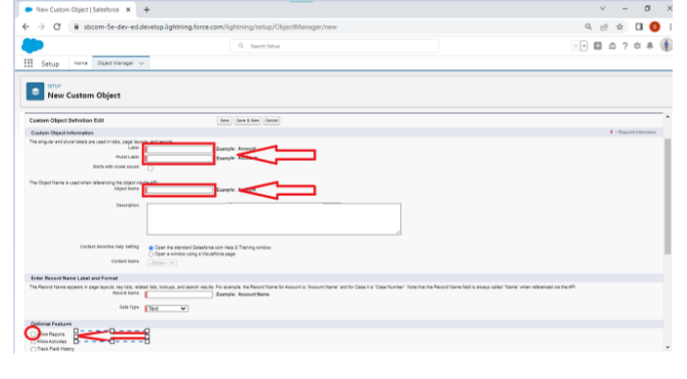 New Custom Object | Salesforce
sbcom-5e-dev-ed.develop.lightning.force.com/lightning/setup/ObjectManager/new
Search Setup
Setup Home Object Manager
SETUP
New Custom Object
Custom Object Definition Edit Save Save & New Cancel
Custom Object Information = Required Information
The singular and plural labels are used in tabs, page layouts, and reports.
Label Example: Account
Plural Label Example:
Starts with vowel sound
The Object Name is used when referencing the object via the API.
Object Name Example:
Description
Context-Sensitive Help Setting Open the standard Salesforce.com Help & Training window
Open a window using a Visualforce page
Content Name --None--
Enter Record Name Label and Format
The Record Name appears in page layouts, key lists, related lists, lookups, and search results. For example, the Record Name for Account is "Account Name" and for Case it is "Case Number". Note that the Record Name field is always called "Name" when referenced via the API.
Record Name Example: Account Name
Data Type Text
Optional Features
Allow Reports
Allow Activities
Track Field History